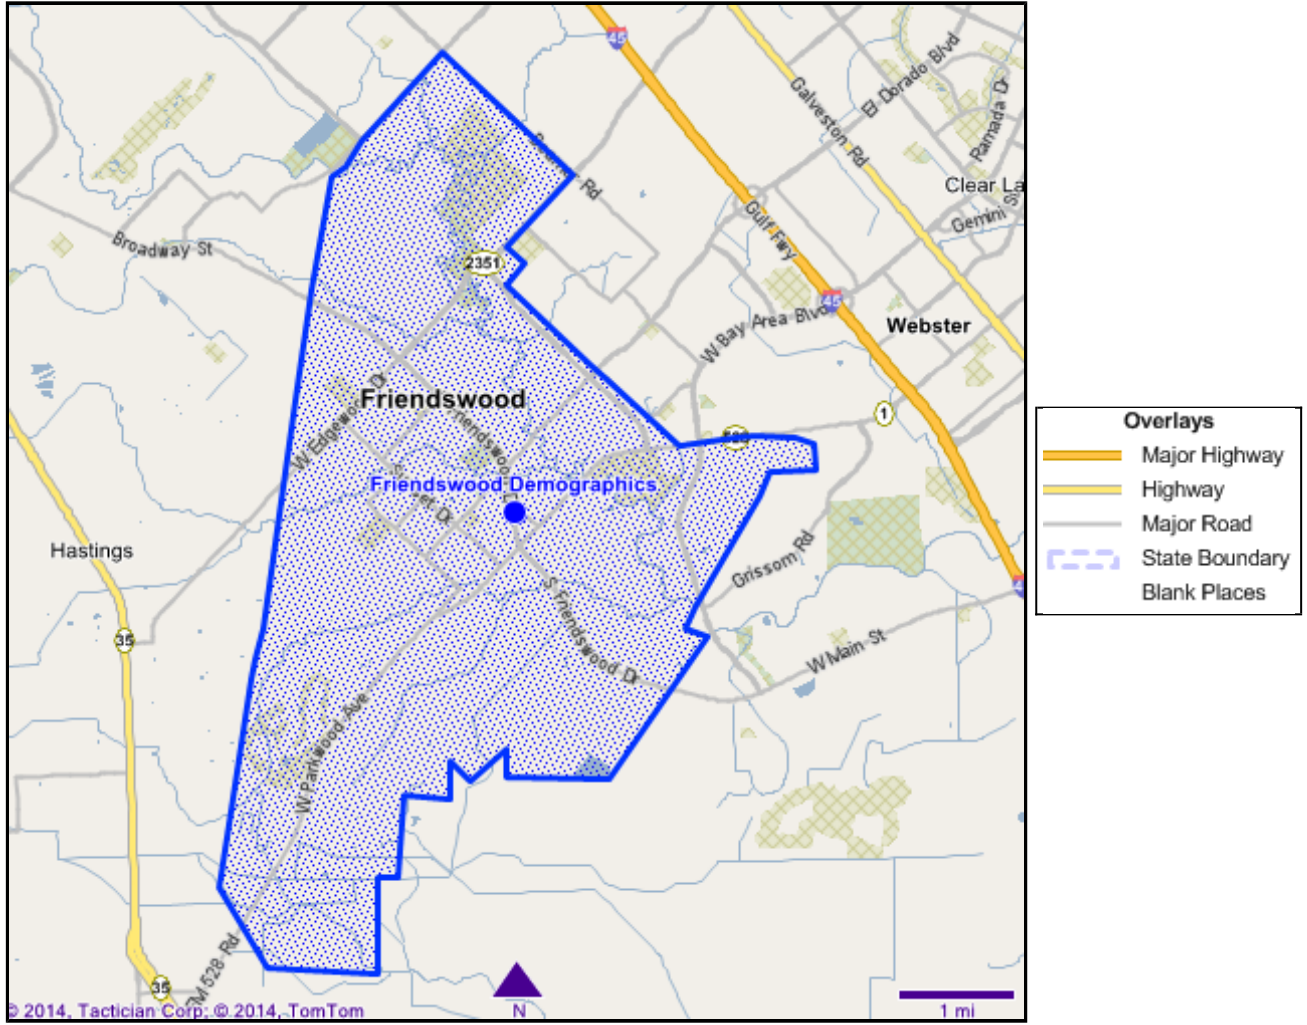 45
El Dorado Blvd
Galveston Rd
Ramada Dr
Rd
Clear La
Gemini S
Broadway St
Gulf Fwy
2351
45
W Bay Area Blvd
Webster
W Edgewood Dr
Friendswood
1
Friendswood Demographics
Dr
Hastings
Grissom Rd
35
S Friendswood Dr
W Main St
W Parkwood Ave
FM 528 Rd
35
© 2014, Tactician Corp; © 2014, TomTom
N
1 mi
Overlays
Major Highway
Highway
Major Road
State Boundary
Blank Places